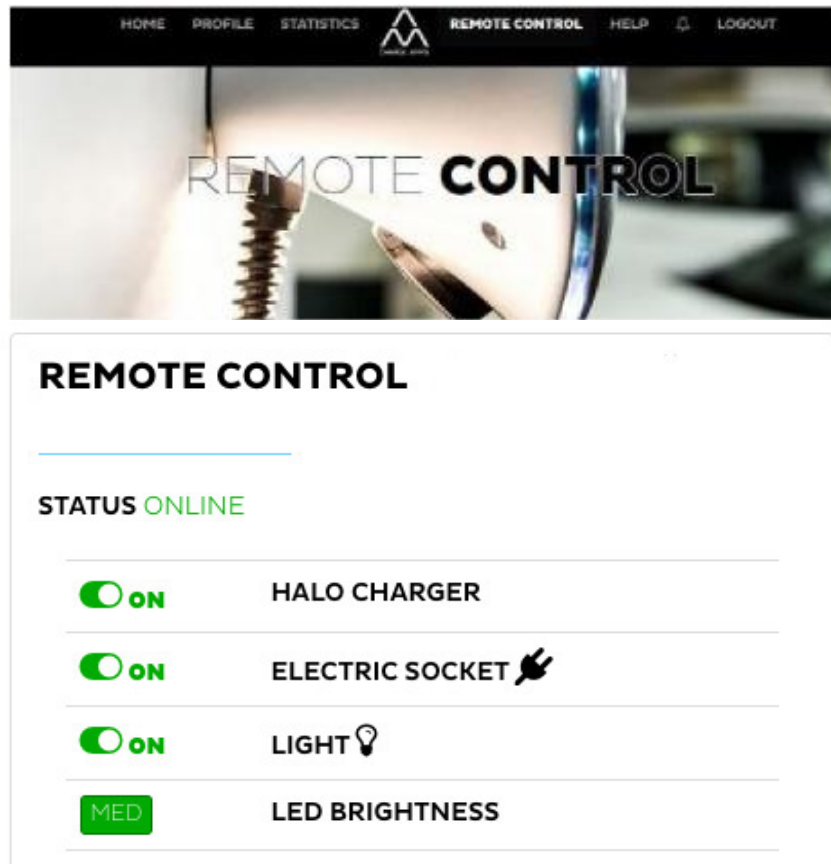 HOME PROFILE STATISTICS REMOTE CONTROL HELP LOGOUT
REMOTE CONTROL
REMOTE CONTROL
STATUS ONLINE
ON HALO CHARGER
ON ELECTRIC SOCKET
ON LIGHT
MED LED BRIGHTNESS